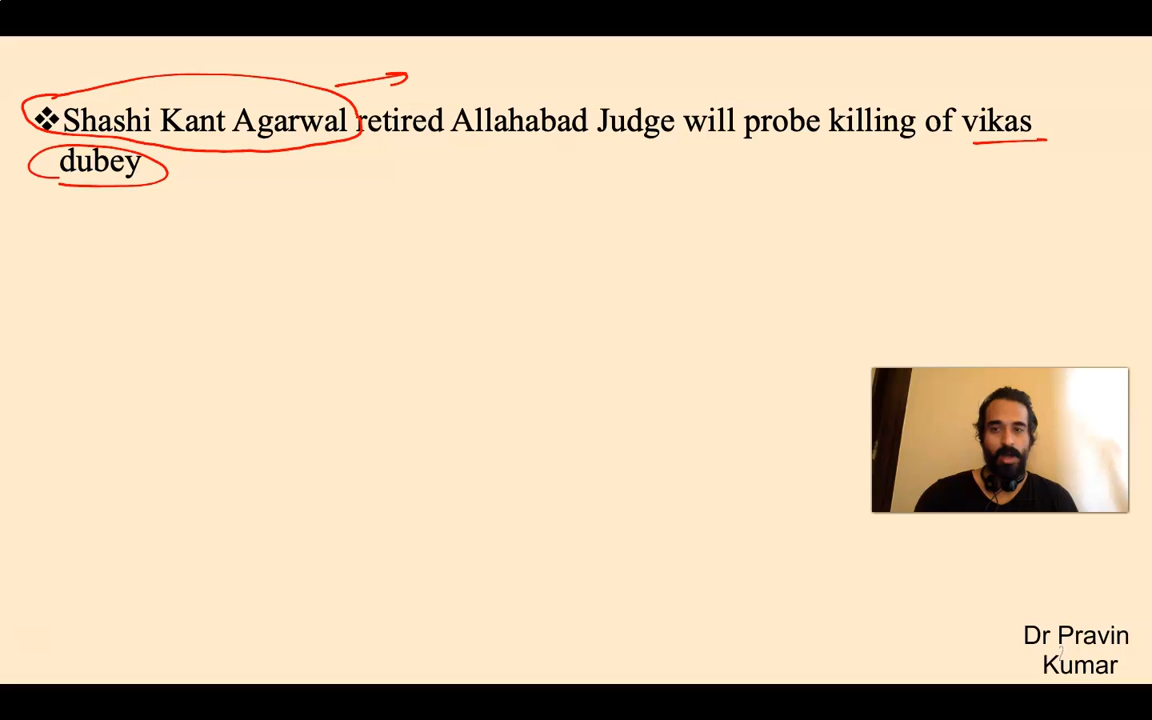 ❖Shashi Kant Agarwal retired Allahabad Judge will probe killing of vikas
dubey
Dr Pravin
Kumar